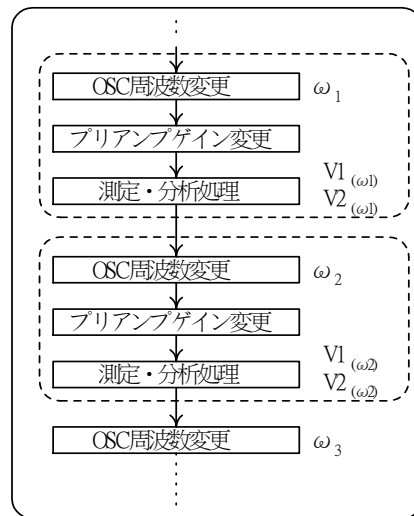 OSC周波数変更 ω1
プリアンプゲイン変更
測定・分析処理 V1(ω1)
V2(ω1)
OSC周波数変更 ω2
プリアンプゲイン変更
測定・分析処理 V1(ω2)
V2(ω2)
OSC周波数変更 ω3